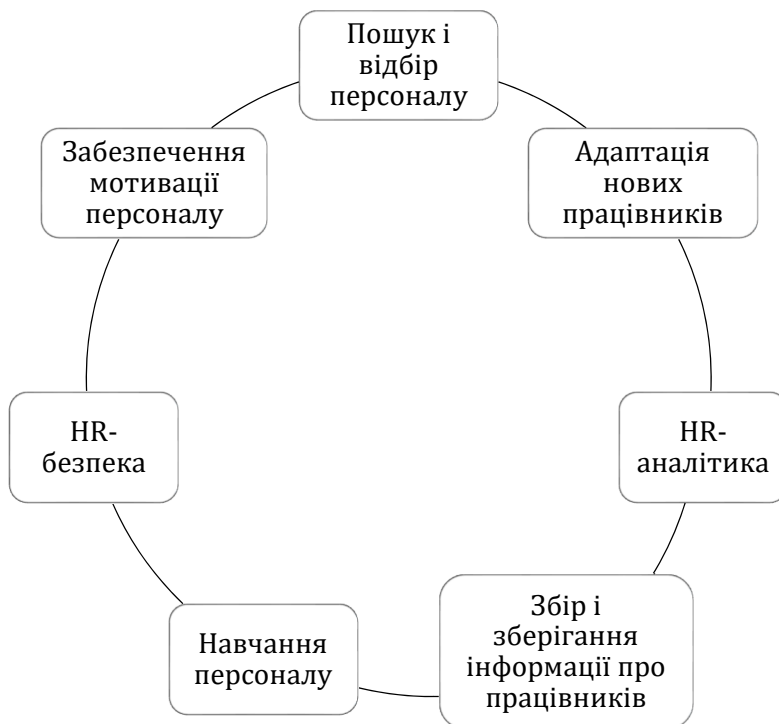 Пошук і
відбір
персоналу
Адаптація
нових
працівників
HR-
аналітика
Збір і
зберігання
інформації про
працівників
Навчання
персоналу
HR-
безпека
Забезпечення
мотивації
персоналу